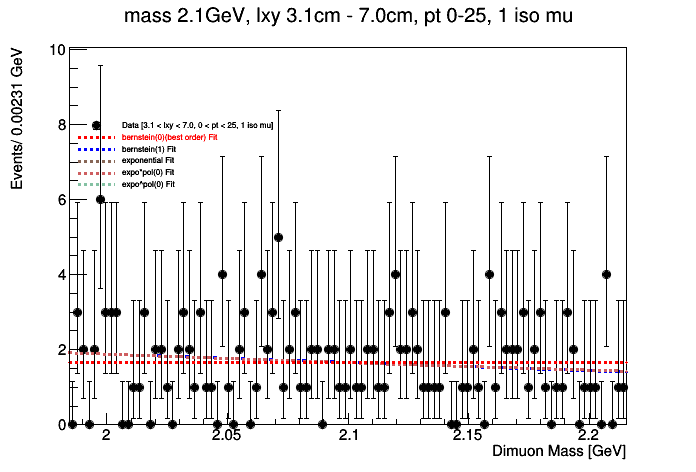 mass 2.1GeV, lxy 3.1cm - 7.0cm, pt 0-25, 1 iso mu
Events/ 0.00231 GeV
10
8
6
4
2
0
Data [3.1 < lxy < 7.0, 0 < pt < 25, 1 iso mu]
bernstein(0)(best order) Fit
bernstein(1) Fit
exponential Fit
expo*pol(0) Fit
expo^pol(0) Fit
2 2.05 2.1 2.15 2.2
Dimuon Mass [GeV]